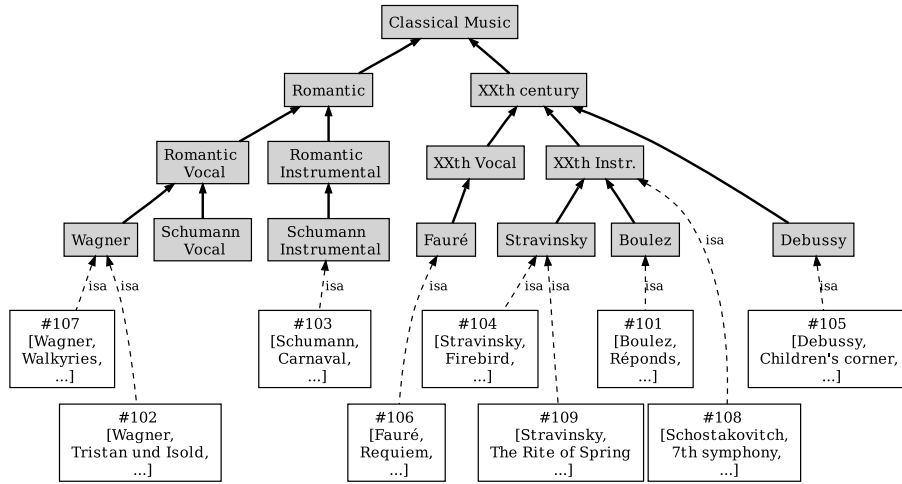 Classical Music
Romantic
XXth century
Romantic
Vocal
Romantic
Instrumental
XXth Vocal
XXth Instr.
Wagner
Schumann
Vocal
Schumann
Instrumental
Fauré
Stravinsky
Boulez
isa
Debussy
isa
isa
isa
isa
isa
isa
isa
isa
#107
[Wagner,
Walkyries,
...]
#103
[Schumann,
Carnaval,
...]
#104
[Stravinsky,
Firebird,
...]
#101
[Boulez,
Réponds,
...]
#105
[Debussy,
Children's corner,
...]
#102
[Wagner,
Tristan und Isold,
...]
#106
[Fauré,
Requiem,
...]
#109
[Stravinsky,
The Rite of Spring
...]
#108
[Schostakovitch,
7th symphony,
...]